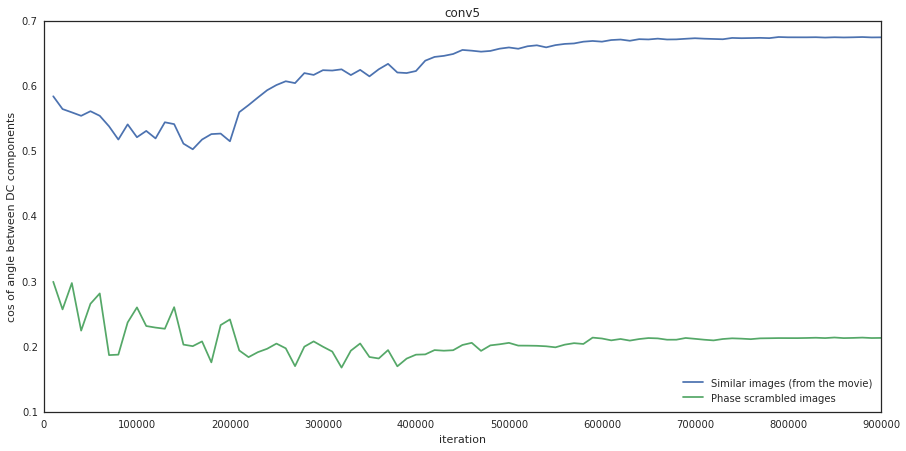 conv5
cos of angle between DC components
0.7
0.6
0.5
0.4
0.3
0.2
0.1
Similar images (from the movie)
Phase scrambled images
0 100000 200000 300000 400000 500000 600000 700000 800000 900000
iteration